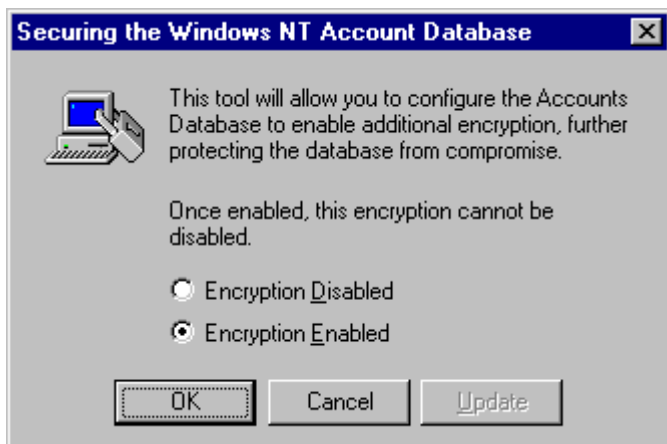 Securing the Windows NT Account Database
This tool will allow you to configure the Accounts
Database to enable additional encryption, further
protecting the database from compromise.
Once enabled, this encryption cannot be
disabled.
Encryption Disabled
Encryption Enabled
OK Cancel Update